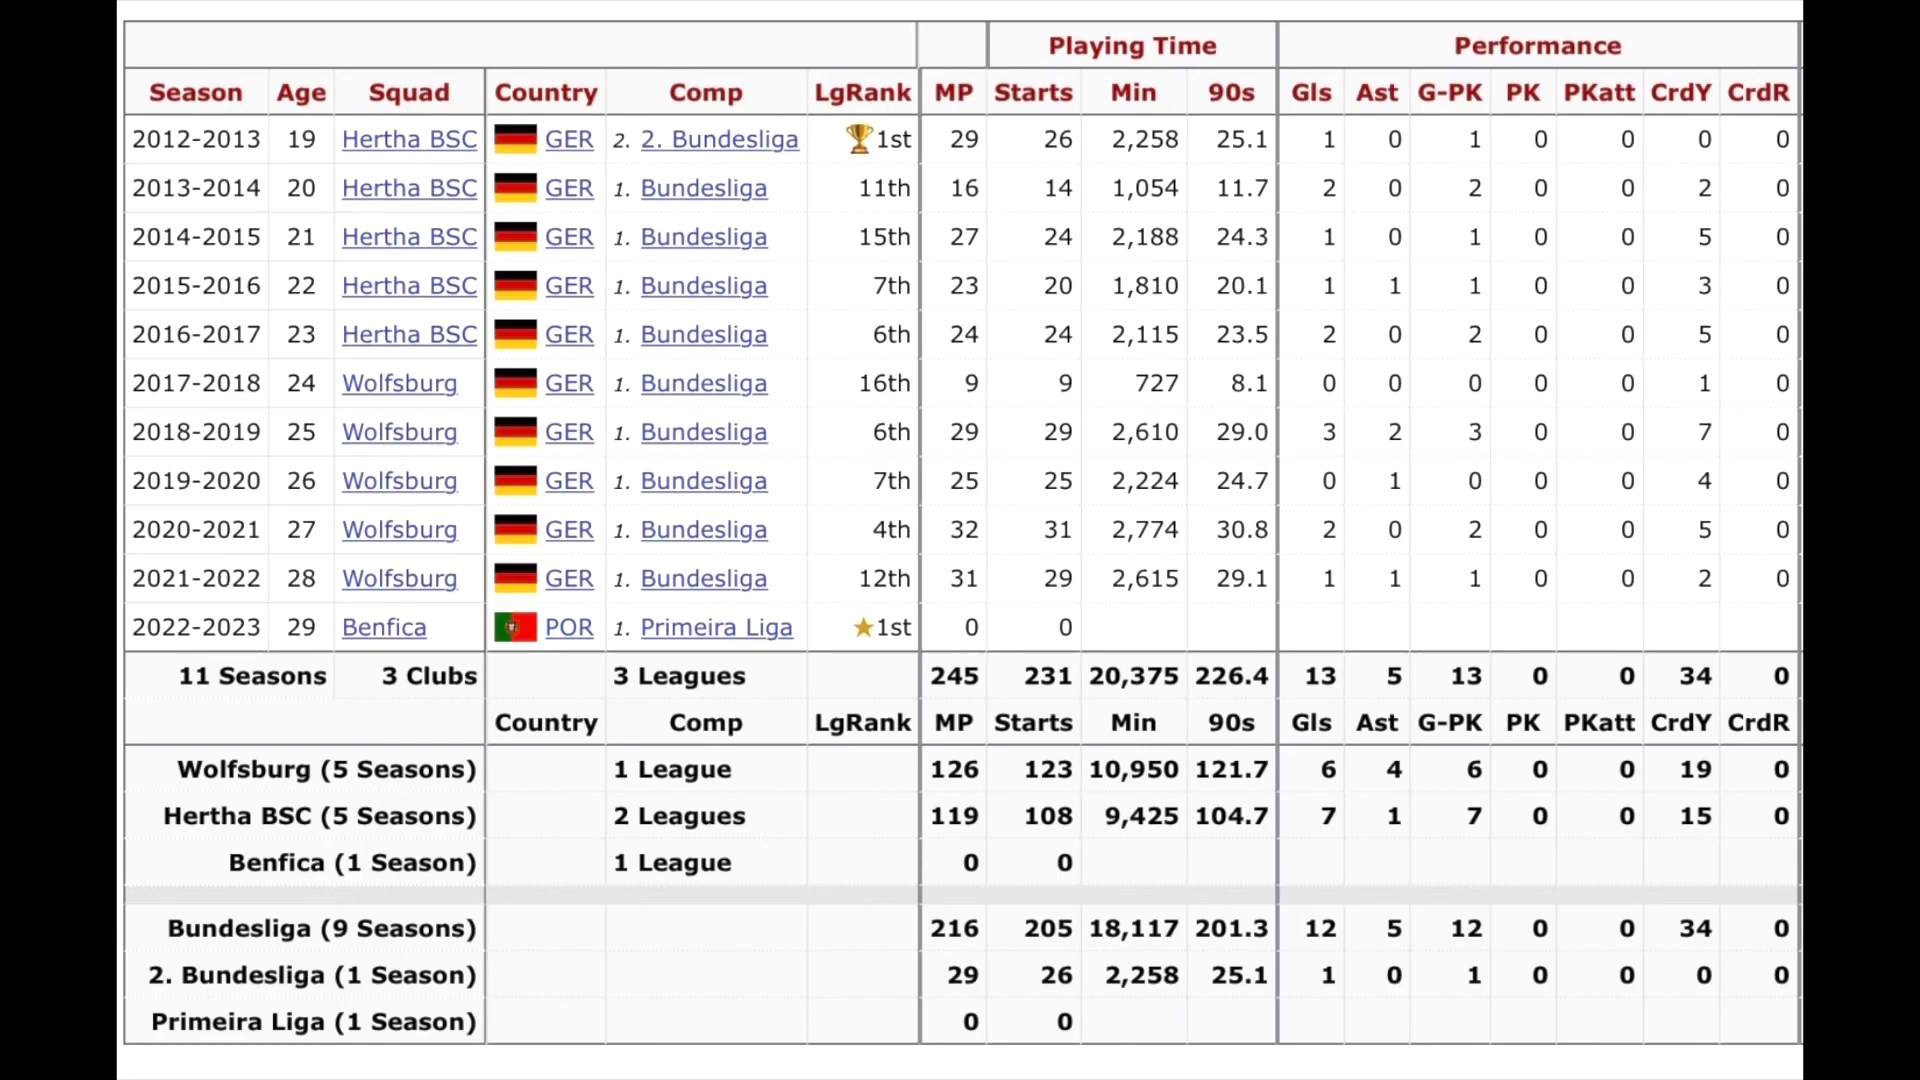 Playing Time Performance
Season Age Squad Country Comp LgRank MP Starts Min 90s Gls Ast G-PK PK PKatt CrdY CrdR
2012-2013 19 Hertha BSC GER 2. 2. Bundesliga 1st 29 26 2,258 25.1 1 0 1 0 0 0 0
2013-2014 20 Hertha BSC GER 1. Bundesliga 11th 16 14 1,054 11.7 2 0 2 0 0 2 0
2014-2015 21 Hertha BSC GER 1. Bundesliga 15th 27 24 2,188 24.3 1 0 1 0 0 5 0
2015-2016 22 Hertha BSC GER 1. Bundesliga 7th 23 20 1,810 20.1 1 1 1 0 0 3 0
2016-2017 23 Hertha BSC GER 1. Bundesliga 6th 24 24 2,115 23.5 2 0 2 0 0 5 0
2017-2018 24 Wolfsburg GER 1. Bundesliga 16th 9 9 727 8.1 0 0 0 0 0 1 0
2018-2019 25 Wolfsburg GER 1. Bundesliga 6th 29 29 2,610 29.0 3 2 3 0 0 7 0
2019-2020 26 Wolfsburg GER 1. Bundesliga 7th 25 25 2,224 24.7 0 1 0 0 0 4 0
2020-2021 27 Wolfsburg GER 1. Bundesliga 4th 32 31 2,774 30.8 2 0 2 0 0 5 0
2021-2022 28 Wolfsburg GER 1. Bundesliga 12th 31 29 2,615 29.1 1 1 1 0 0 2 0
2022-2023 29 Benfica POR 1. Primeira Liga 1st 0 0
11 Seasons 3 Clubs 3 Leagues 245 231 20,375 226.4 13 5 13 0 0 34 0
Country Comp LgRank MP Starts Min 90s Gls Ast G-PK PK PKatt CrdY CrdR
Wolfsburg (5 Seasons) 1 League 126 123 10,950 121.7 6 4 6 0 0 19 0
Hertha BSC (5 Seasons) 2 Leagues 119 108 9,425 104.7 7 1 7 0 0 15 0
Benfica (1 Season) 1 League 0 0
Bundesliga (9 Seasons) 216 205 18,117 201.3 12 5 12 0 0 34 0
2. Bundesliga (1 Season) 29 26 2,258 25.1 1 0 1 0 0 0 0
Primeira Liga (1 Season) 0 0